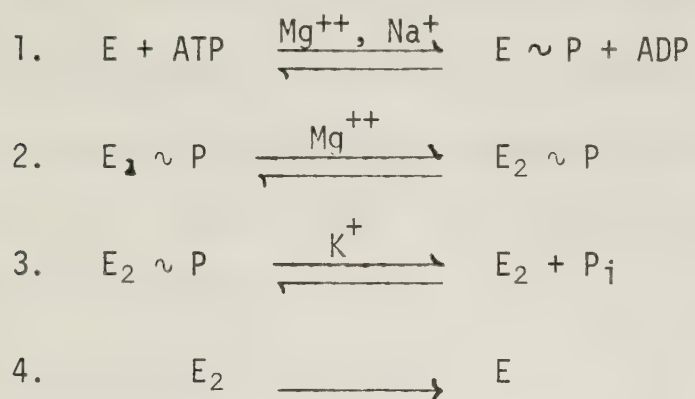 Mg++, Na+
1. E + ATP ⇌ E ~ P + ADP
Mg++
2. E1 ~ P ⇌ E2 ~ P
K+
3. E2 ~ P ⇌ E2 + Pi
4. E2 → E